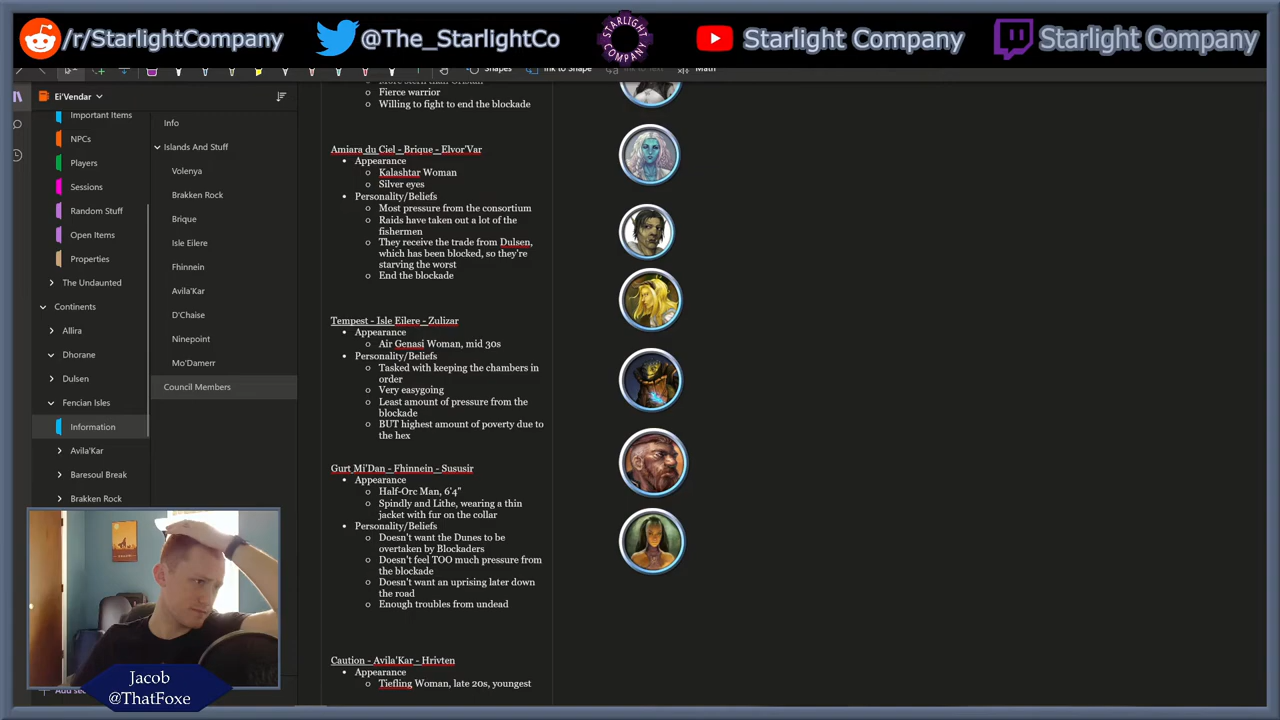 /r/StarlightCompany
@The_StarlightCo
STARLIGHT COMPANY
Starlight Company
Starlight Company
Shapes
Ink to Shape
Ink to Text
Math
Ei'Vendar
Important Items
NPCs
Players
Sessions
Random Stuff
Open Items
Properties
The Undaunted
Continents
Allira
Dhorane
Dulsen
Fencian Isles
Information
Avila'Kar
Baresoul Break
Brakken Rock
Info
Islands And Stuff
Volenya
Brakken Rock
Brique
Isle Eilere
Fhinnein
Avila'Kar
D'Chaise
Ninepoint
Mo'Damerr
Council Members
Fierce warrior
Willing to fight to end the blockade
Amiara du Ciel - Brique - Elvor'Var
Appearance
Kalashtar Woman
Silver eyes
Personality/Beliefs
Most pressure from the consortium
Raids have taken out a lot of the
fishermen
They receive the trade from Dulsen,
which has been blocked, so they're
starving the worst
End the blockade
Tempest - Isle Eilere - Zulizar
Appearance
Air Genasi Woman, mid 30s
Personality/Beliefs
Tasked with keeping the chambers in
order
Very easygoing
Least amount of pressure from the
blockade
BUT highest amount of poverty due to
the hex
Gurt Mi'Dan - Fhinnein - Sususir
Appearance
Half-Orc Man, 6'4"
Spindly and Lithe, wearing a thin
jacket with fur on the collar
Personality/Beliefs
Doesn't want the Dunes to be
overtaken by Blockaders
Doesn't feel TOO much pressure from
the blockade
Doesn't want an uprising later down
the road
Enough troubles from undead
Caution - Avila'Kar - Hrivten
Appearance
Tiefling Woman, late 20s, youngest
Add sec
Jacob
@ThatFoxe